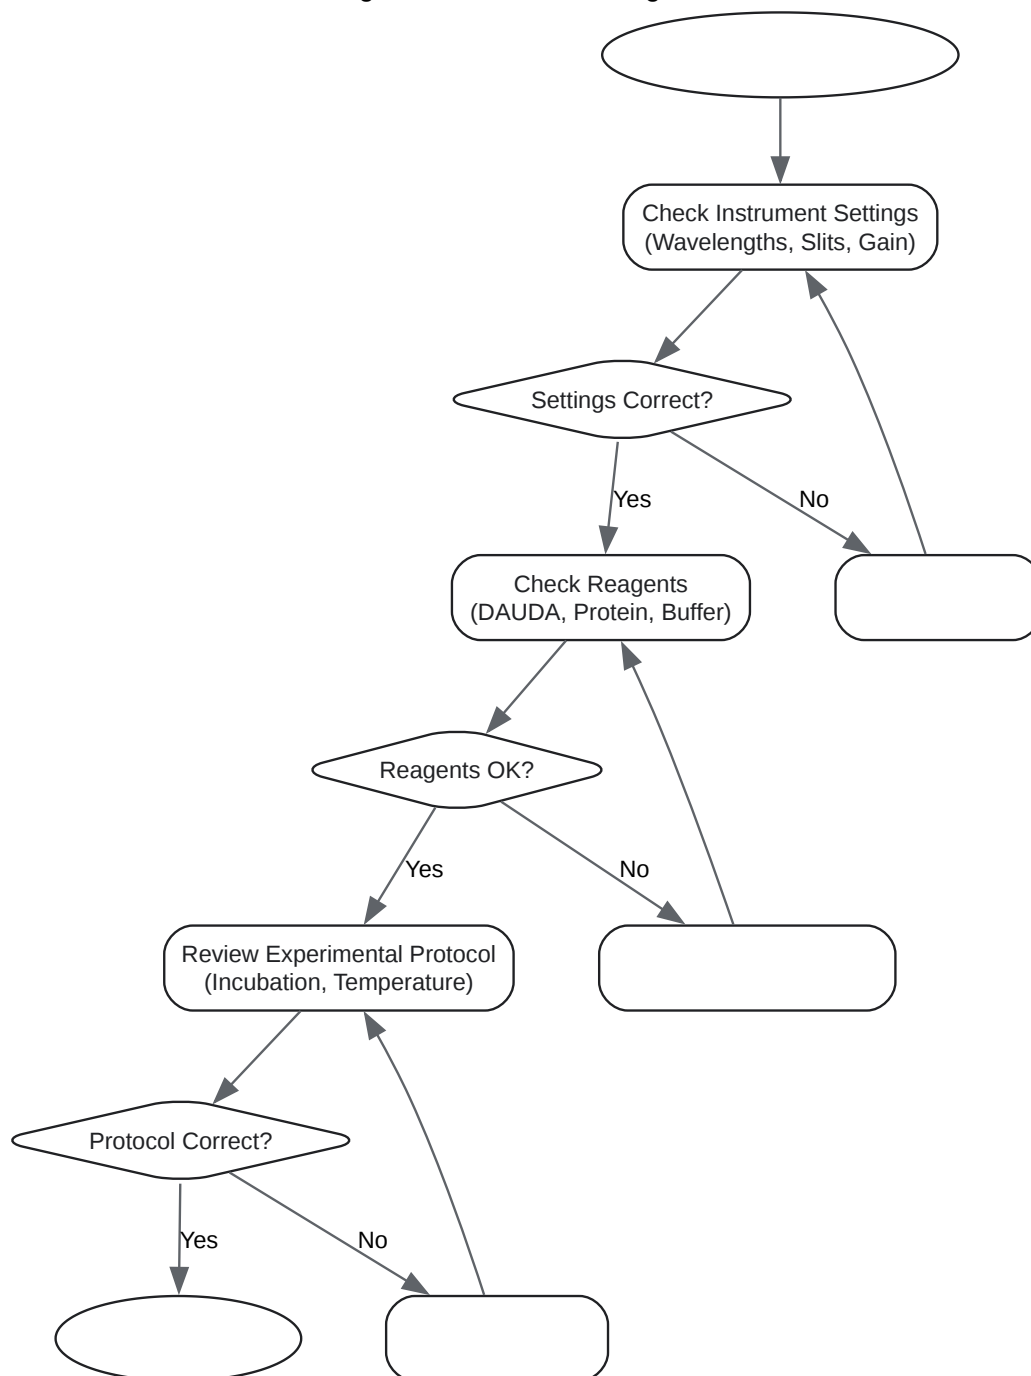 Check Instrument Settings
(Wavelengths, Slits, Gain)
Settings Correct?
Yes
No
Check Reagents
(DAUDA, Protein, Buffer)
Reagents OK?
Yes
No
Review Experimental Protocol
(Incubation, Temperature)
Protocol Correct?
Yes
No